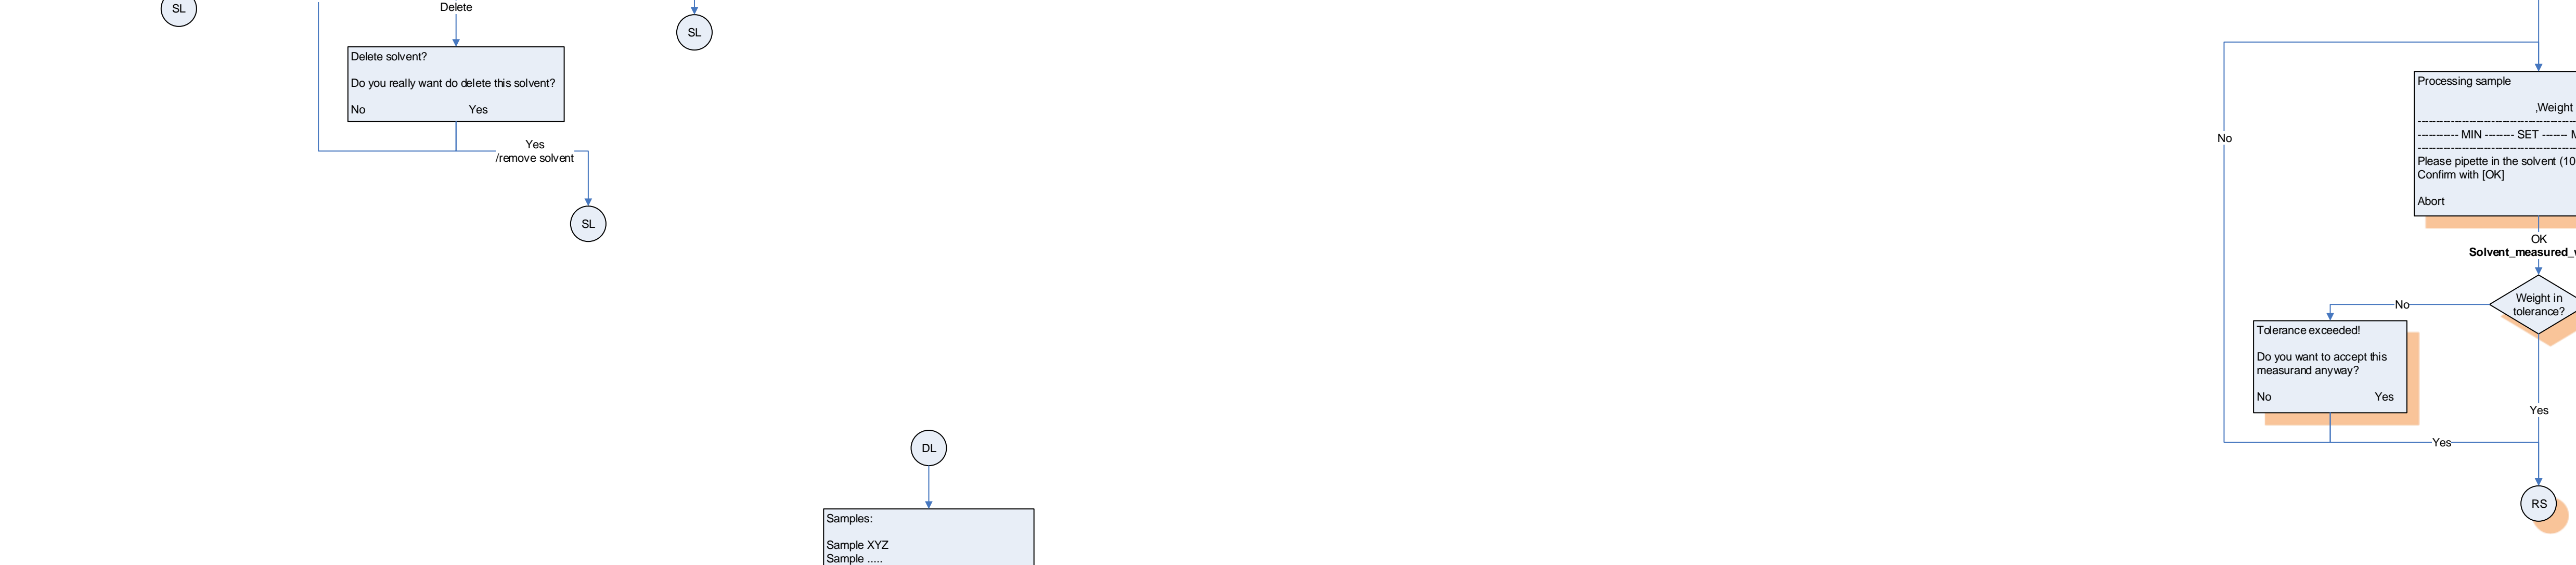 SL
Delete
SL
Delete solvent?
Do you really want do delete this solvent?
No Yes
Yes
/remove solvent
SL
DL
Samples:
Sample XYZ
Sample .....
No
Processing sample
,Weight
----------- MIN -------- SET ------- M
Please pipette in the solvent (10
Confirm with [OK]
Abort
OK
Solvent_measured_
Weight in
tolerance?
No
Tolerance exceeded!
Do you want to accept this
measurand anyway?
No Yes
Yes
Yes
RS